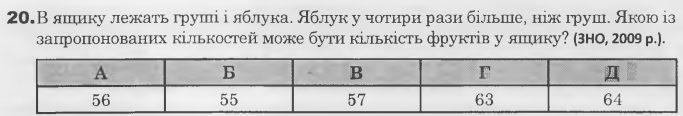 20. В ящику лежать груші і яблука. Яблук у чотири рази більше, ніж груш. Якою із
запропонованих кількостей може бути кількість фруктів у ящику? (ЗНО, 2009 р.).
А Б В Г Д
56 55 57 63 64